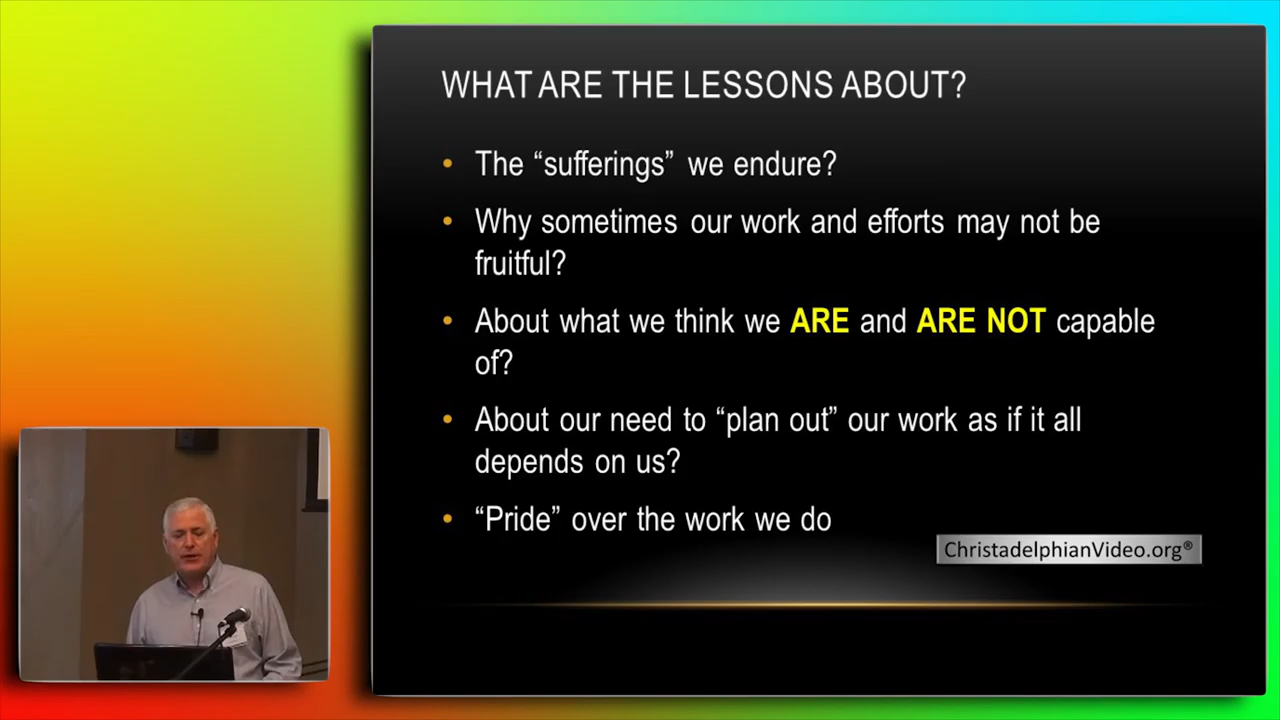 WHAT ARE THE LESSONS ABOUT?
• The “sufferings” we endure?
• Why sometimes our work and efforts may not be
fruitful?
• About what we think we ARE and ARE NOT capable
of?
• About our need to “plan out” our work as if it all
depends on us?
• “Pride” over the work we do
ChristadelphianVideo.org®